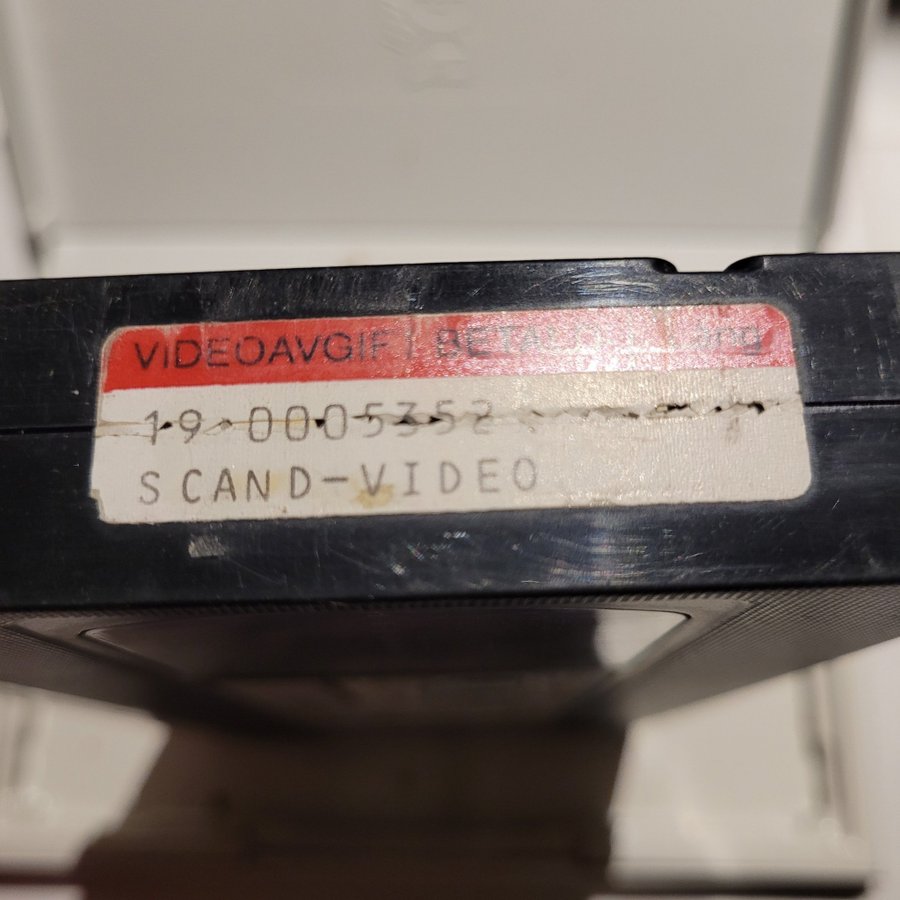 VIDEOAVGIFT BETALD
19 0005352
SCAND-VIDEO